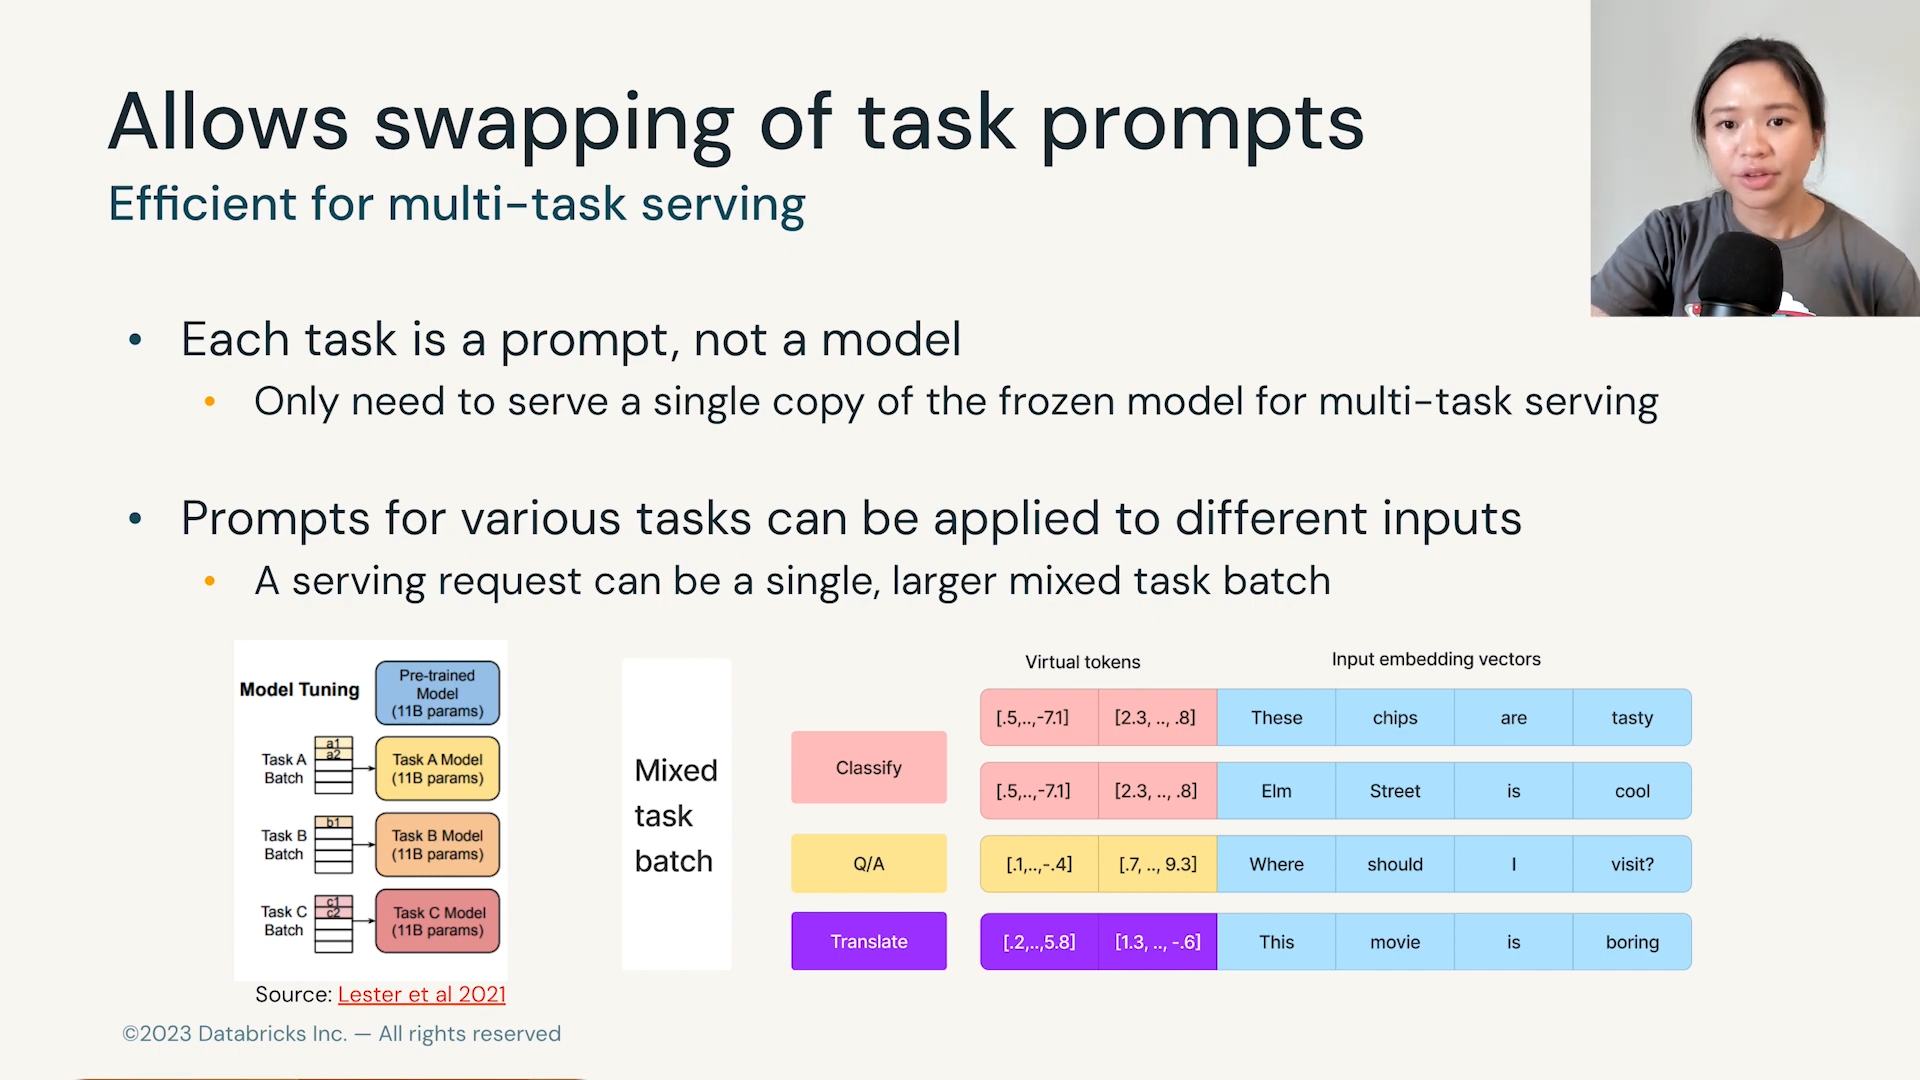 Allows swapping of task prompts
Efficient for multi-task serving
• Each task is a prompt, not a model
• Only need to serve a single copy of the frozen model for multi-task serving
• Prompts for various tasks can be applied to different inputs
• A serving request can be a single, larger mixed task batch
Model Tuning
Pre-trained
Model
(11B params)
Task A
Batch
a1
a2
Task A Model
(11B params)
Task B
Batch
b1
Task B Model
(11B params)
Task C
Batch
c1
c2
Task C Model
(11B params)
Source: Lester et al 2021
Mixed
task
batch
Virtual tokens
Input embedding vectors
Classify
[.5,..,-7.1] [2.3, .., .8] These chips are tasty
[.5,..,-7.1] [2.3, .., .8] Elm Street is cool
Q/A
[.1,..,-.4] [.7, .., 9.3] Where should I visit?
Translate
[.2,..,5.8] [1.3, .., -.6] This movie is boring
©2023 Databricks Inc. — All rights reserved